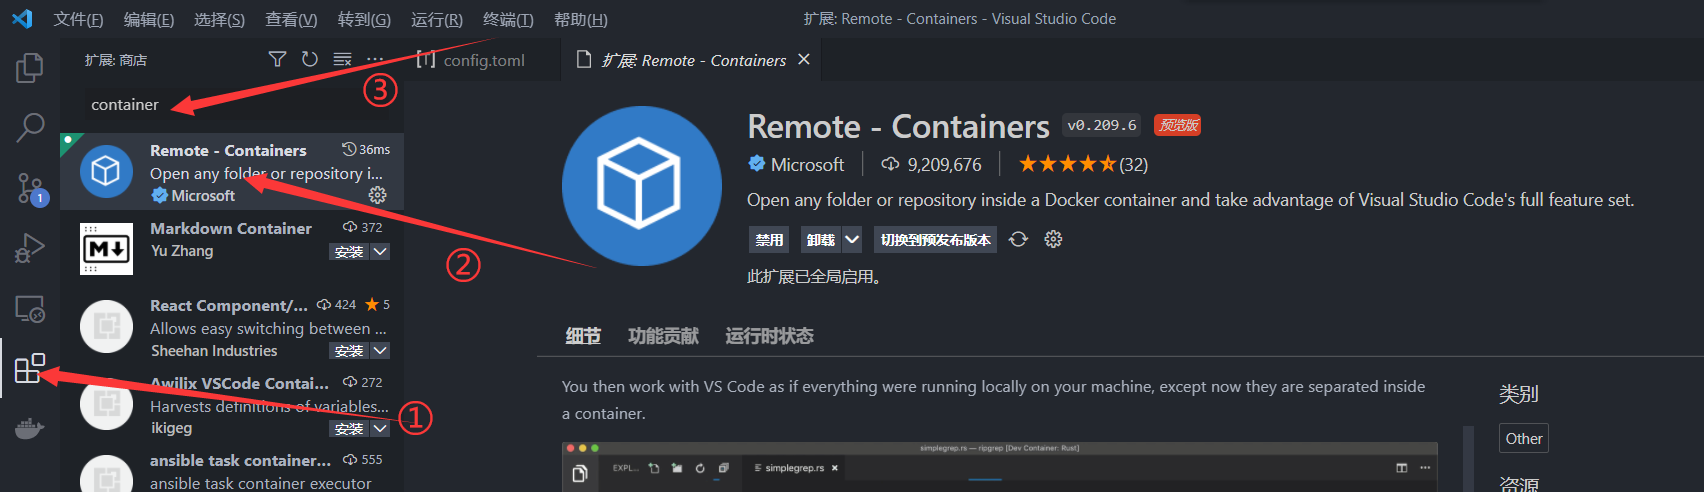 文件(F) 编辑(E) 选择(S) 查看(V) 转到(G) 运行(R) 终端(T) 帮助(H)
扩展: Remote - Containers - Visual Studio Code
扩展: 商店
③
container
Remote - Containers 36ms
Open any folder or repository i...
Microsoft
Markdown Container 372
Yu Zhang 安装
React Component/... 424 5
Allows easy switching between ...
Sheehan Industries 安装
Awilix VSCode Contai... 272
Harvests definitions of variables...
ikigeg 安装
ansible task container... 555
ansible task container executor
1
②
①
config.toml
扩展: Remote - Containers
Remote - Containers v0.209.6 预览版
Microsoft 9,209,676 (32)
Open any folder or repository inside a Docker container and take advantage of Visual Studio Code's full feature set.
禁用 卸载 切换到预发布版本
此扩展已全局启用。
细节 功能贡献 运行时状态
You then work with VS Code as if everything were running locally on your machine, except now they are separated inside
a container.
simplegrep.rs — ripgrep [Dev Container: Rust]
EXPL...
simplegrep.rs
类别
Other
资源